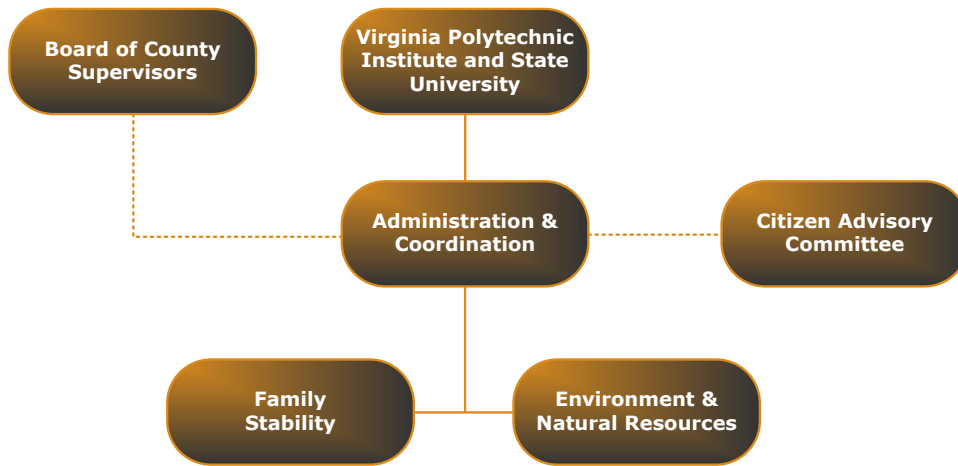 Board of County
Supervisors
Virginia Polytechnic
Institute and State
University
Administration &
Coordination
Citizen Advisory
Committee
Family
Stability
Environment &
Natural Resources